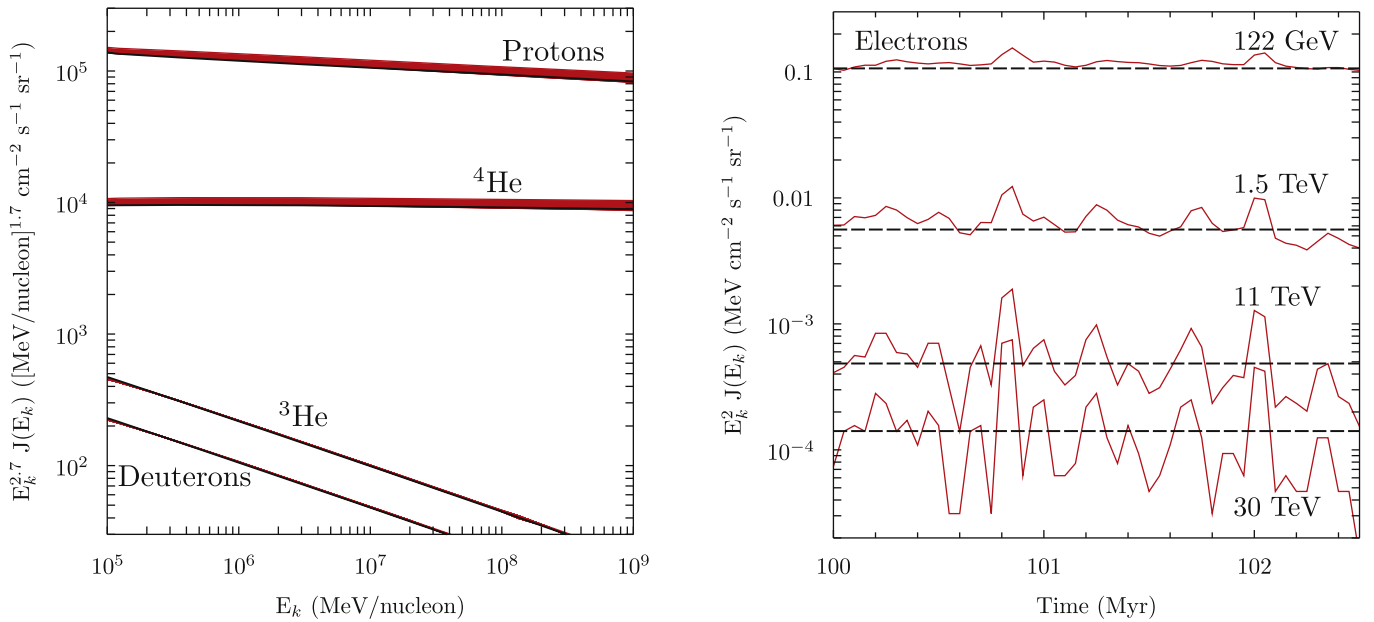 E_k^{2.7} J(E_k) ([MeV/nucleon]^{1.7} cm^{−2} s^{−1} sr^{−1})
10^5
10^4
10^3
10^2
Protons
^4He
^3He
Deuterons
10^5 10^6 10^7 10^8 10^9
E_k (MeV/nucleon)
E_k^2 J(E_k) (MeV cm^{−2} s^{−1} sr^{−1})
0.1
0.01
10^{−3}
10^{−4}
Electrons 122 GeV
1.5 TeV
11 TeV
30 TeV
100 101 102
Time (Myr)